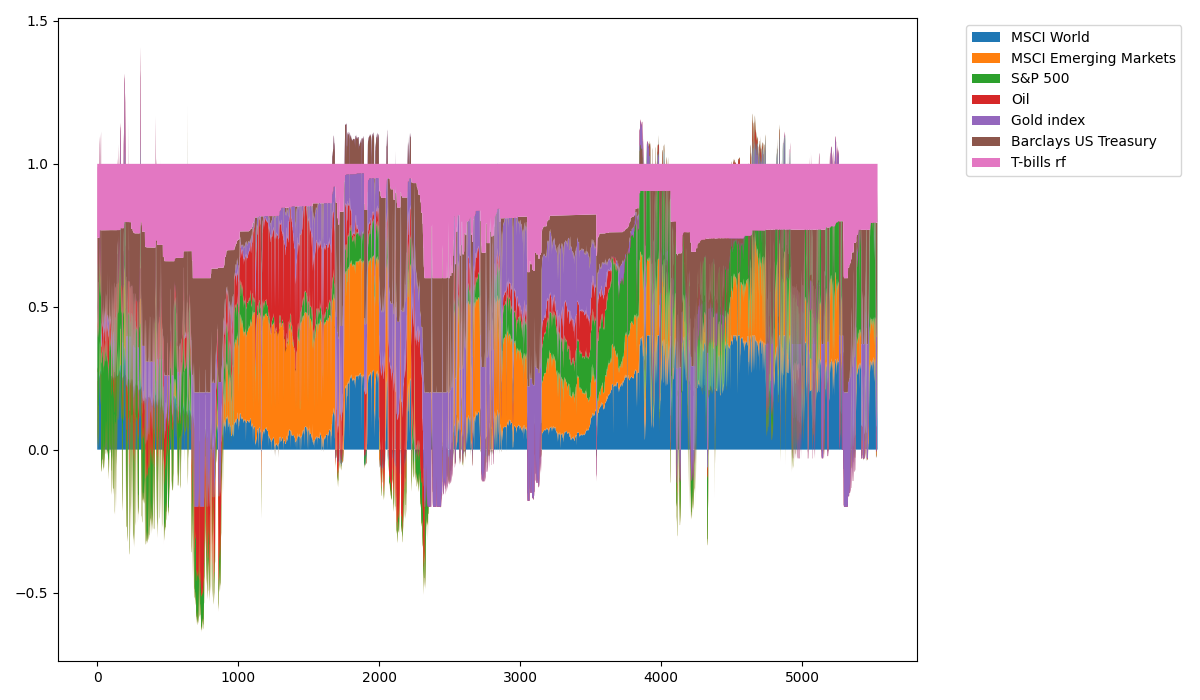 1.5
1.0
0.5
0.0
−0.5
0
1000
2000
3000
4000
5000
MSCI World
MSCI Emerging Markets
S&P 500
Oil
Gold index
Barclays US Treasury
T-bills rf